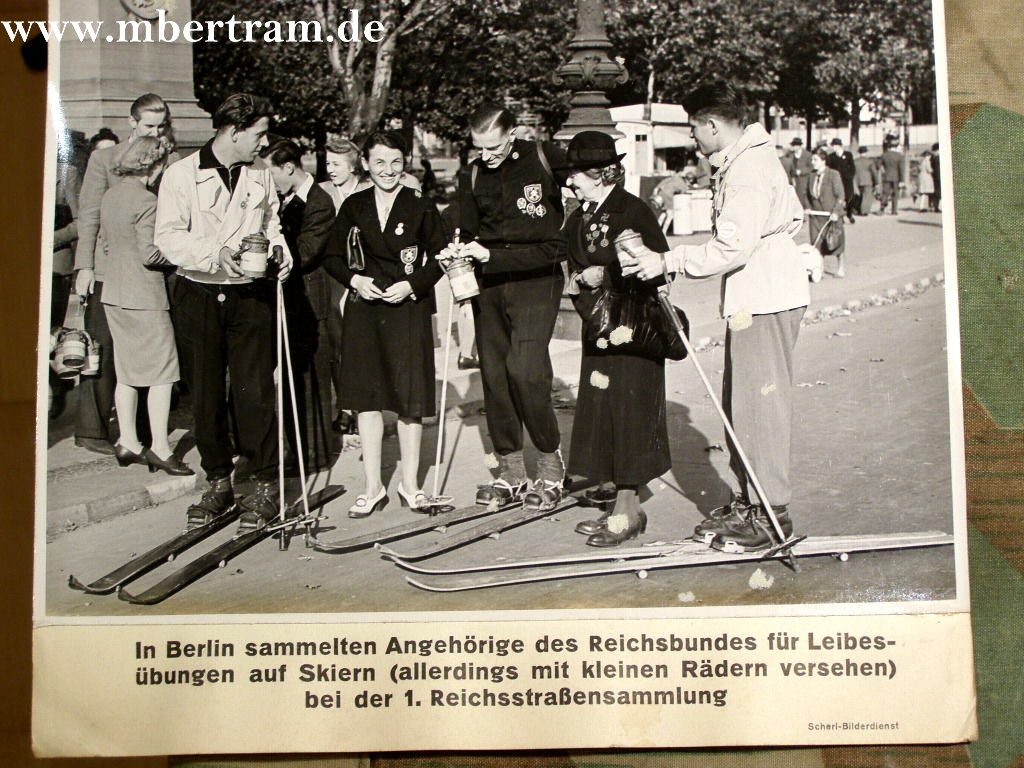 www.mbertram.de
In Berlin sammelten Angehörige des Reichsbundes für Leibes-
übungen auf Skiern (allerdings mit kleinen Rädern versehen)
bei der 1. Reichsstraßensammlung
Scherl-Bilderdienst